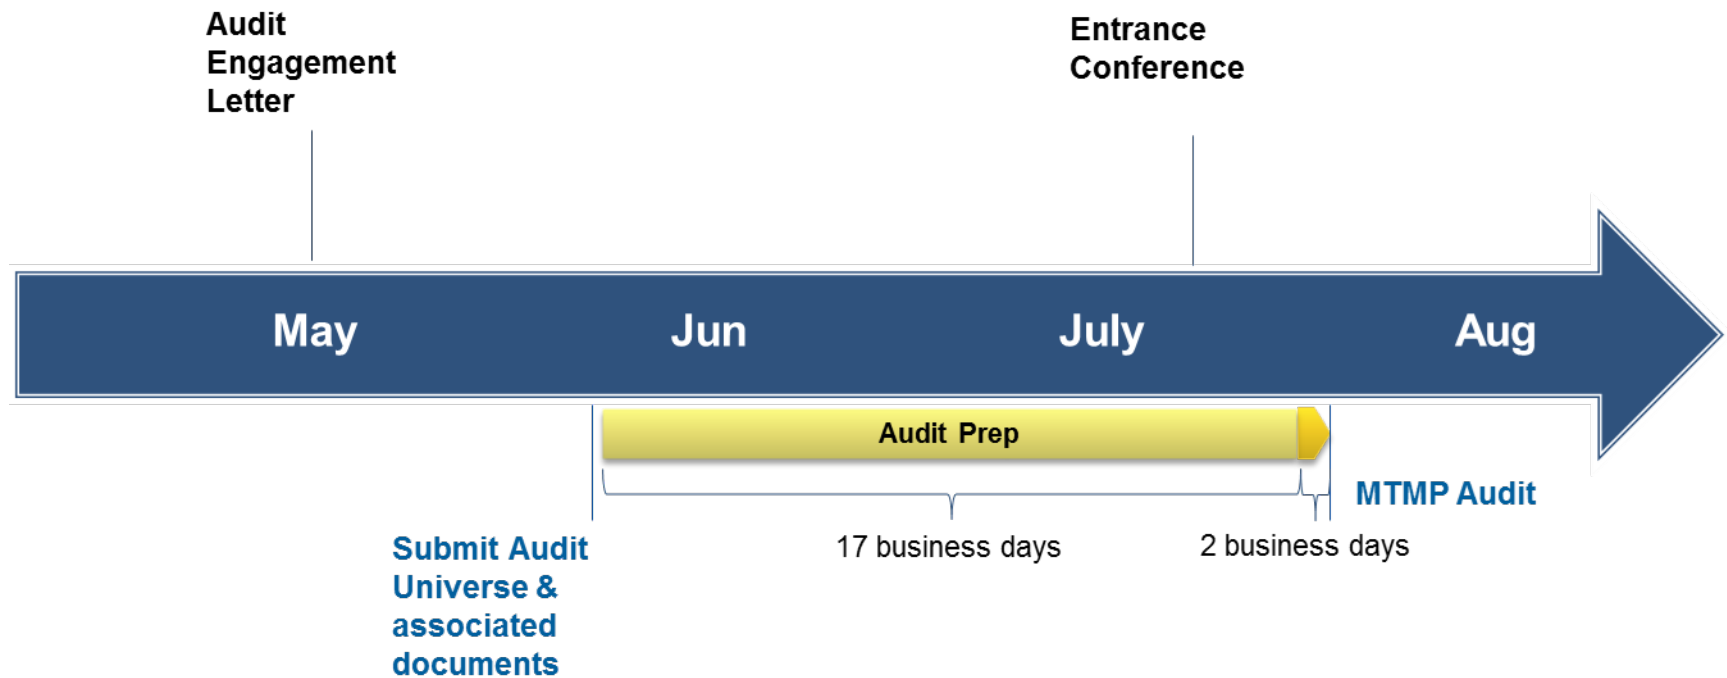 Audit
Engagement
Letter
Entrance
Conference
May
Jun
July
Aug
Audit Prep
MTMP Audit
17 business days
2 business days
Submit Audit
Universe &
associated
documents